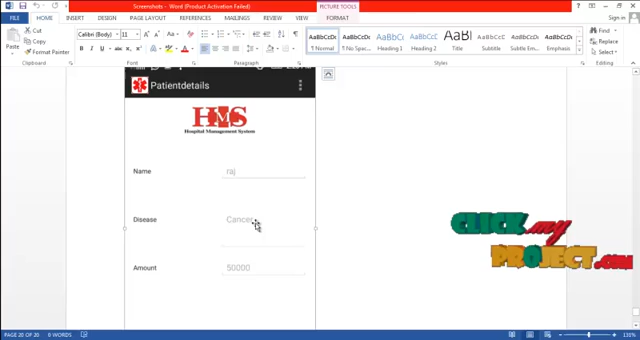 Screenshots - Word (Product Activation Failed)
PICTURE TOOLS
FILE HOME INSERT DESIGN PAGE LAYOUT REFERENCES MAILINGS REVIEW VIEW FORMAT
Sign in
Paste
Cut
Copy
Format Painter
Clipboard
Calibri (Body) 11
Font
Paragraph
AaBbCcDc AaBbCcDc AaBbCc AaBbCcC AaBl AaBbCcC AaBbCcDc AaBbCcDc
¶ Normal ¶ No Spac... Heading 1 Heading 2 Title Subtitle Subtle Em... Emphasis
Styles
Find
Replace
Select
Editing
Patientdetails
HMS
Hospital Management System
Name raj
Disease Cancer
Amount 50000
CLICK my
PROJECT.COM
PAGE 20 OF 20 6 WORDS